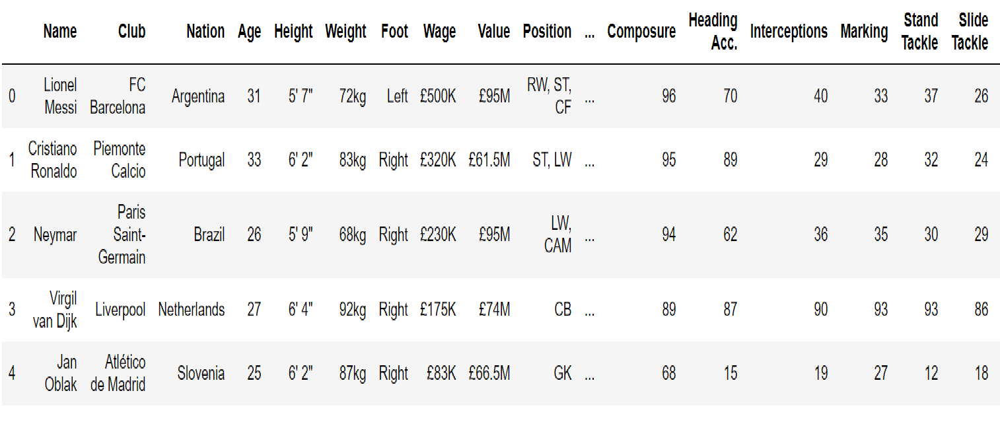 Name Club Nation Age Height Weight Foot Wage Value Position ... Composure Heading Acc. Interceptions Marking Stand Tackle Slide Tackle
0 Lionel Messi FC Barcelona Argentina 31 5' 7" 72kg Left £500K £95M RW, ST, CF ... 96 70 40 33 37 26
1 Cristiano Ronaldo Piemonte Calcio Portugal 33 6' 2" 83kg Right £320K £61.5M ST, LW ... 95 89 29 28 32 24
2 Neymar Paris Saint-Germain Brazil 26 5' 9" 68kg Right £230K £95M LW, CAM ... 94 62 36 35 30 29
3 Virgil van Dijk Liverpool Netherlands 27 6' 4" 92kg Right £175K £74M CB ... 89 87 90 93 93 86
4 Jan Oblak Atlético de Madrid Slovenia 25 6' 2" 87kg Right £83K £66.5M GK ... 68 15 19 27 12 18